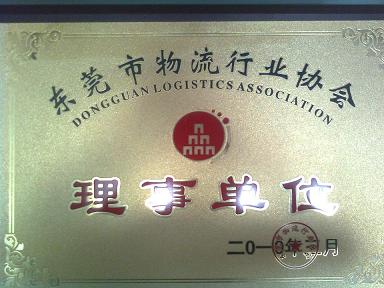 东莞市物流行业协会
DONGGUAN LOGISTICS ASSOCIATION
理事单位
二〇一〇年 月